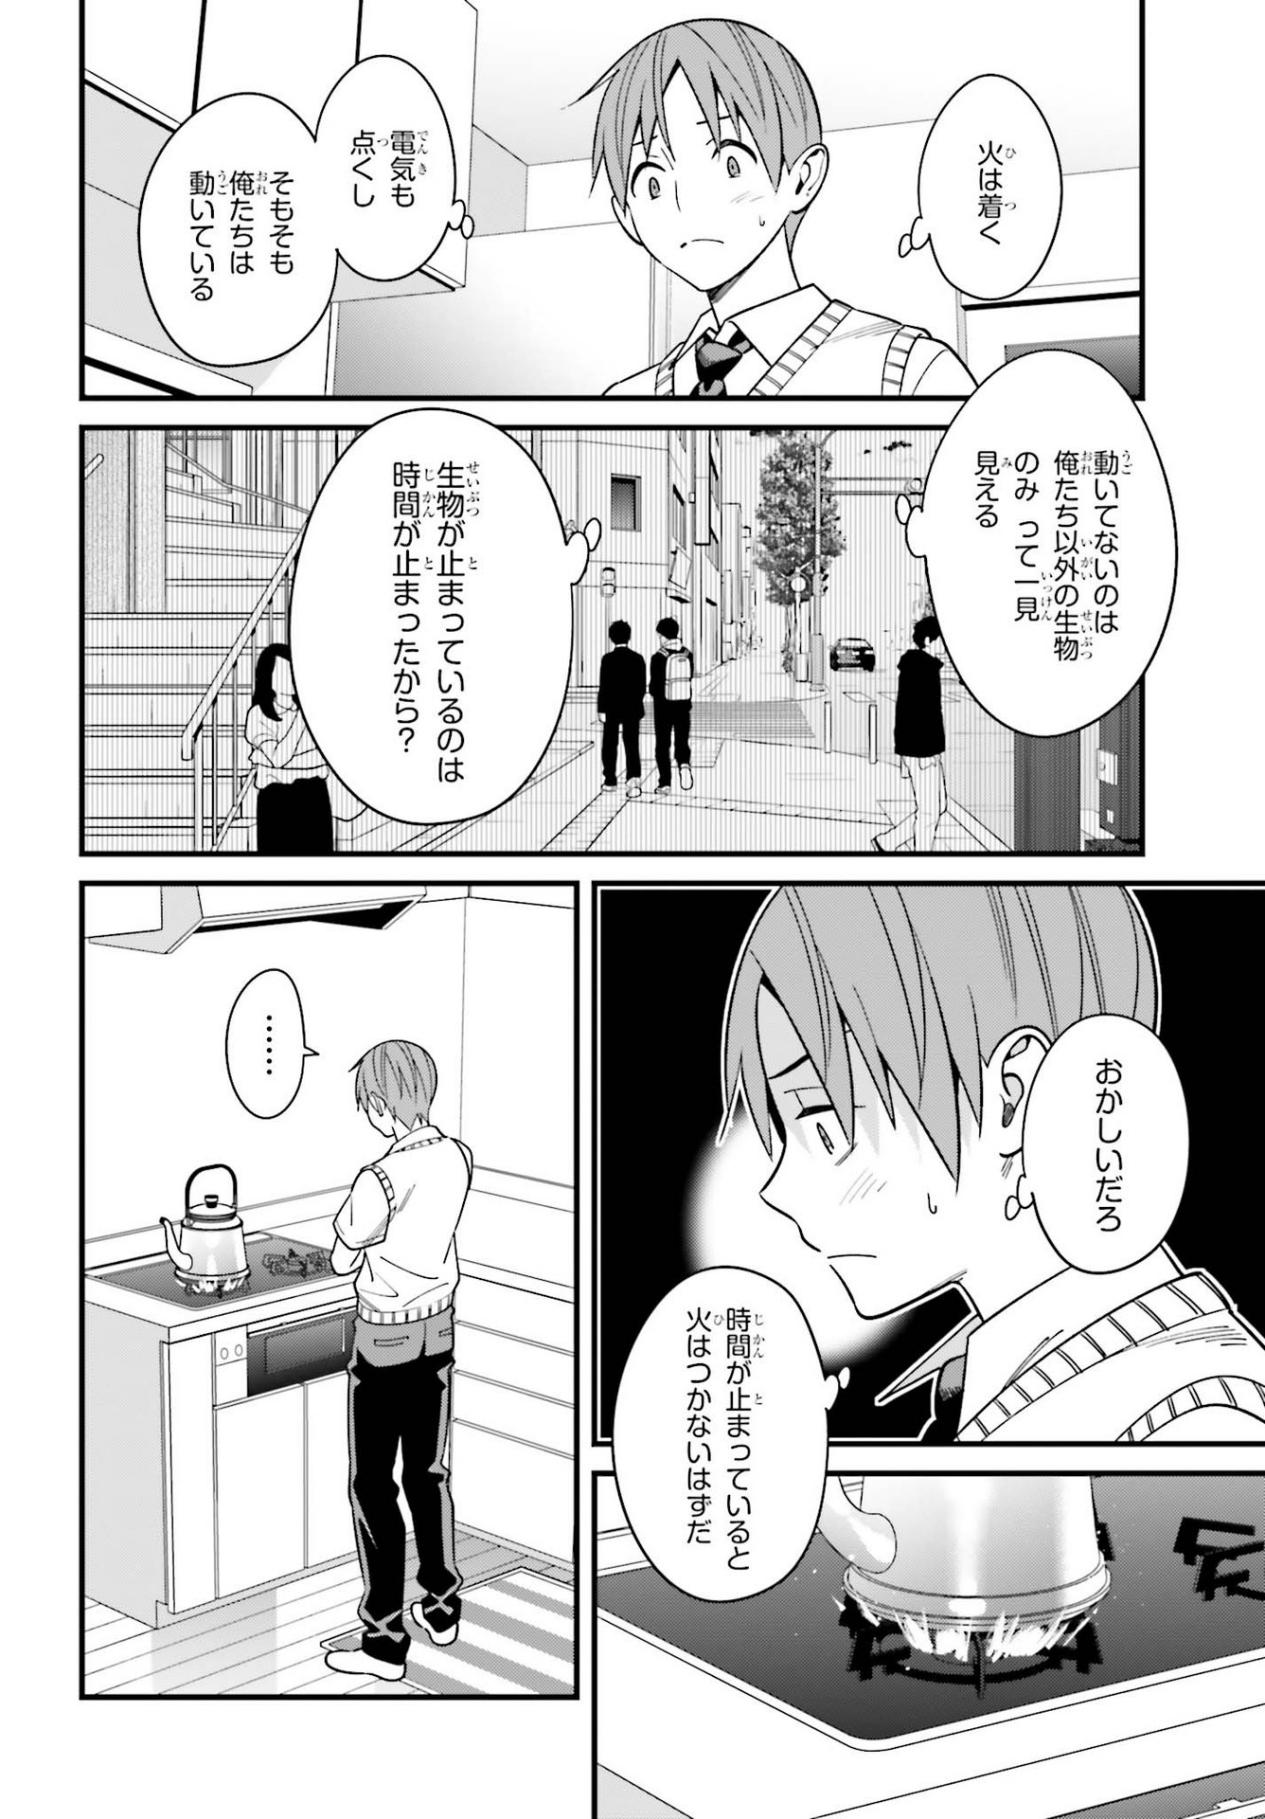 火は着く
電気も
点くし
そもそも
俺たちは
動いている
動いてないのは
俺たち以外の生物
のみ って一見
見える
生物が止まっているのは
時間が止まったから？
おかしいだろ
時間が止まっていると
火はつかないはずだ
……